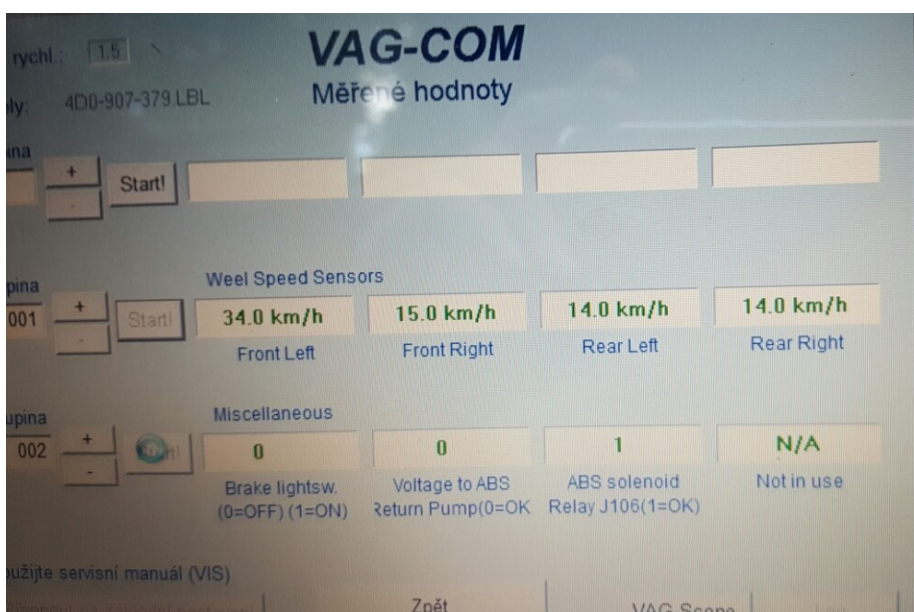 rychl.: 1.5
VAG-COM
4D0-907-379.LBL
Měřené hodnoty
+
Start!
-
Weel Speed Sensors
001
+
Start!
34.0 km/h
15.0 km/h
14.0 km/h
14.0 km/h
-
Front Left
Front Right
Rear Left
Rear Right
Miscellaneous
002
+
0
0
1
N/A
-
Brake lightsw.
(0=OFF) (1=ON)
Voltage to ABS
Return Pump(0=OK
ABS solenoid
Relay J106(1=OK)
Not in use
servisní manuál (VIS)
Zpět
VAG-Scope